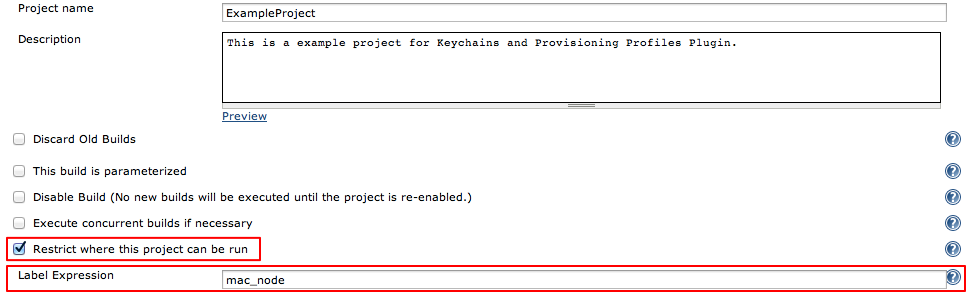 Project name
ExampleProject
Description
This is a example project for Keychains and Provisioning Profiles Plugin.
Preview
Discard Old Builds
?
This build is parameterized
?
Disable Build (No new builds will be executed until the project is re-enabled.)
?
Execute concurrent builds if necessary
?
Restrict where this project can be run
?
Label Expression
mac_node
?